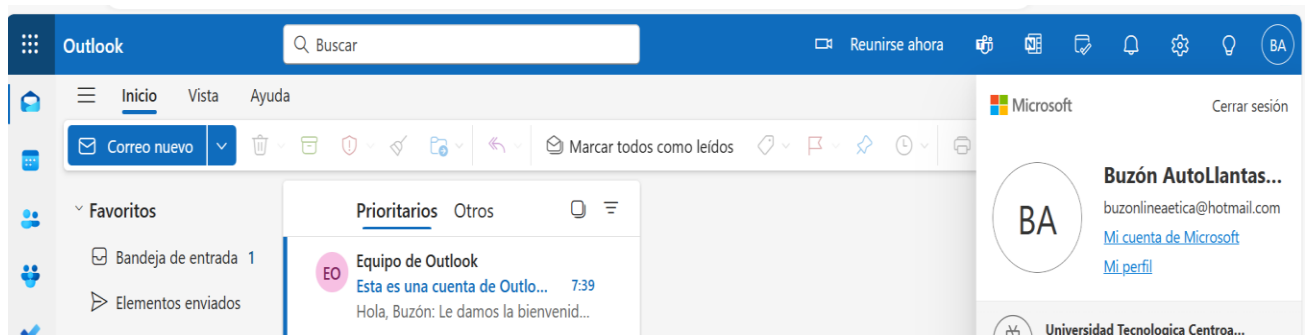 Outlook
Buscar
Reunirse ahora
BA
Inicio Vista Ayuda
Correo nuevo
Marcar todos como leídos
Favoritos
Bandeja de entrada 1
Elementos enviados
Prioritarios Otros
EO
Equipo de Outlook
Esta es una cuenta de Outlo... 7:39
Hola, Buzón: Le damos la bienvenid...
Microsoft
Cerrar sesión
BA
Buzón AutoLlantas...
buzonlineaetica@hotmail.com
Mi cuenta de Microsoft
Mi perfil
Universidad Tecnologica Centroa...